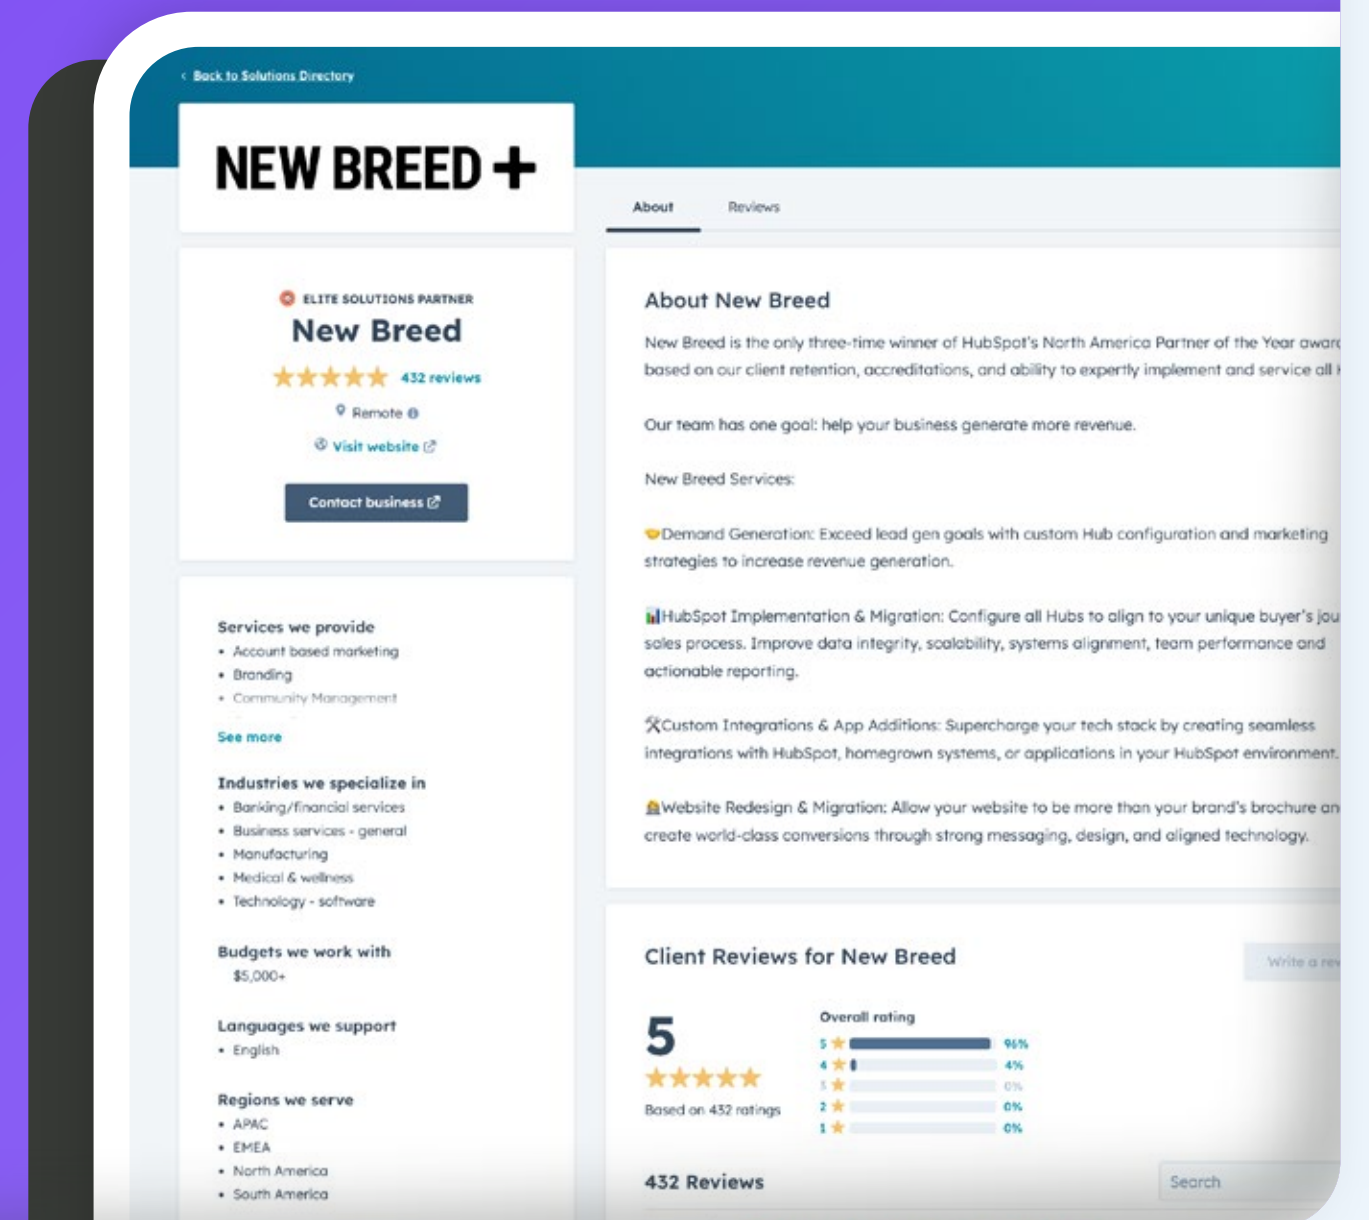 ‹ Back to Solutions Directory
NEW BREED +
ELITE SOLUTIONS PARTNER
New Breed
432 reviews
Remote
Visit website
Contact business
Services we provide
• Account based marketing
• Branding
• Community Management
See more
Industries we specialize in
• Banking/financial services
• Business services - general
• Manufacturing
• Medical & wellness
• Technology - software
Budgets we work with
$5,000+
Languages we support
• English
Regions we serve
• APAC
• EMEA
• North America
• South America
About
Reviews
About New Breed
New Breed is the only three-time winner of HubSpot's North America Partner of the Year
based on our client retention, accreditations, and ability to expertly implement and service all
Our team has one goal: help your business generate more revenue.
New Breed Services:
Demand Generation: Exceed lead gen goals with custom Hub configuration and marketing
strategies to increase revenue generation.
HubSpot Implementation & Migration: Configure all Hubs to align to your unique buyer's jou
sales process. Improve data integrity, scalability, systems alignment, team performance and
actionable reporting.
Custom Integrations & App Additions: Supercharge your tech stack by creating seamless
integrations with HubSpot, homegrown systems, or applications in your HubSpot environment.
Website Redesign & Migration: Allow your website to be more than your brand's brochure an
create world-class conversions through strong messaging, design, and aligned technology.
Client Reviews for New Breed
Write a rev
5
Based on 432 ratings
Overall rating
5 96%
4 4%
3 0%
2 0%
1 0%
432 Reviews
Search